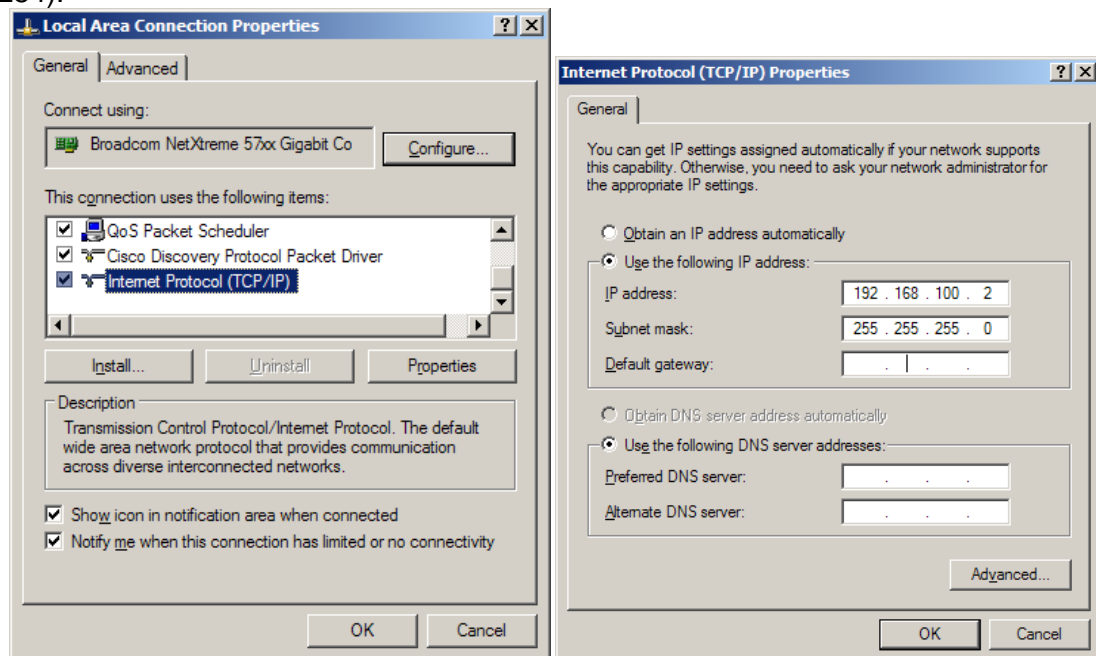 Local Area Connection Properties
General Advanced
Connect using:
Broadcom NetXtreme 57xx Gigabit Co Configure...
This connection uses the following items:
QoS Packet Scheduler
Cisco Discovery Protocol Packet Driver
Internet Protocol (TCP/IP)
Install... Uninstall Properties
Description
Transmission Control Protocol/Internet Protocol. The default
wide area network protocol that provides communication
across diverse interconnected networks.
Show icon in notification area when connected
Notify me when this connection has limited or no connectivity
OK Cancel
Internet Protocol (TCP/IP) Properties
General
You can get IP settings assigned automatically if your network supports
this capability. Otherwise, you need to ask your network administrator for
the appropriate IP settings.
Obtain an IP address automatically
Use the following IP address:
IP address: 192 . 168 . 100 . 2
Subnet mask: 255 . 255 . 255 . 0
Default gateway: . . .
Obtain DNS server address automatically
Use the following DNS server addresses:
Preferred DNS server: . . .
Alternate DNS server: . . .
Advanced...
OK Cancel